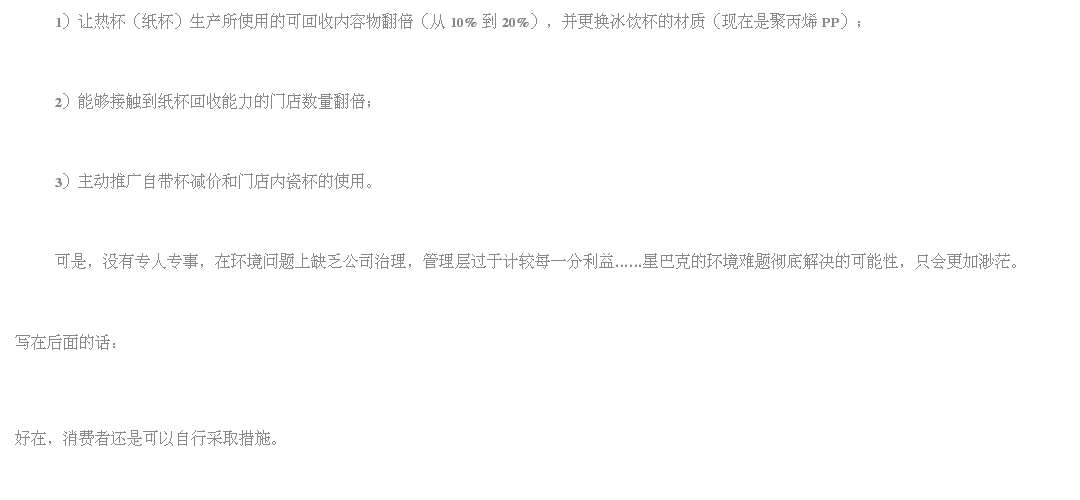 1）让热杯（纸杯）生产所使用的可回收内容物翻倍（从 10% 到 20%），并更换冰饮杯的材质（现在是聚丙烯 PP）；
2）能够接触到纸杯回收能力的门店数量翻倍；
3）主动推广自带杯减价和门店内瓷杯的使用。
可是，没有专人专事，在环境问题上缺乏公司治理，管理层过于计较每一分利益……星巴克的环境难题彻底解决的可能性，只会更加渺茫。
写在后面的话：
好在，消费者还是可以自行采取措施。